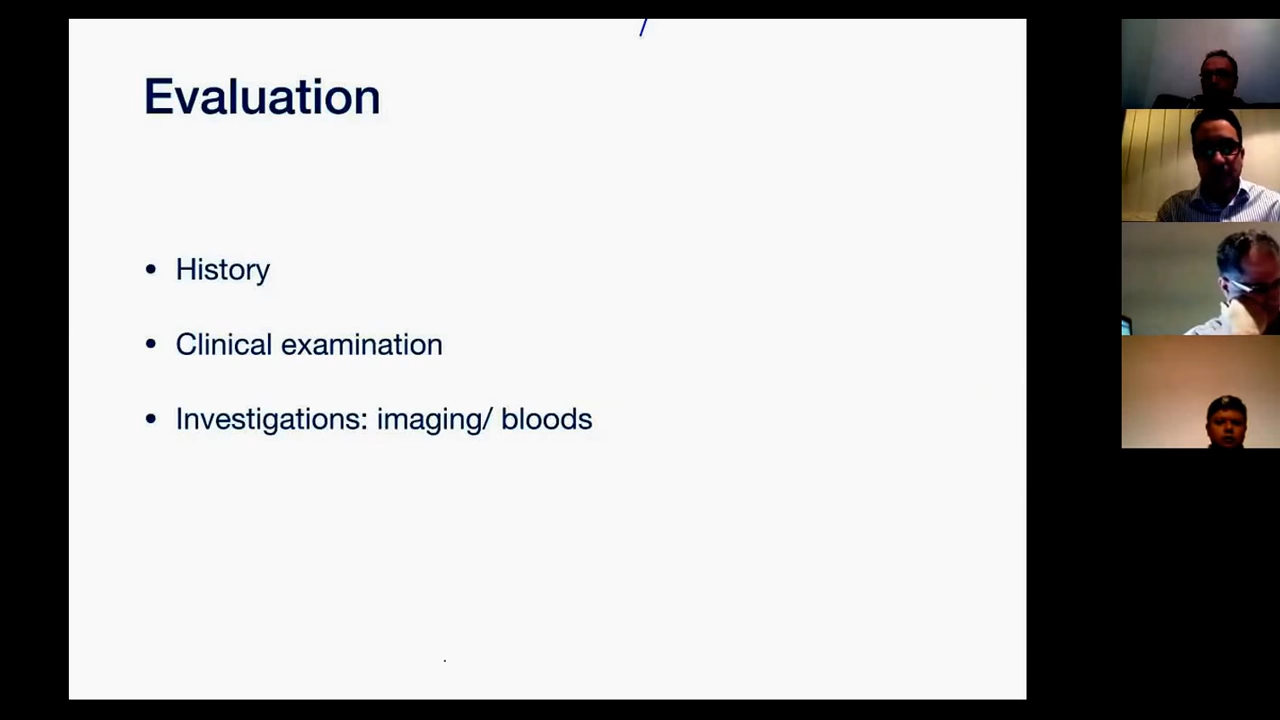 Evaluation
• History
• Clinical examination
• Investigations: imaging/ bloods